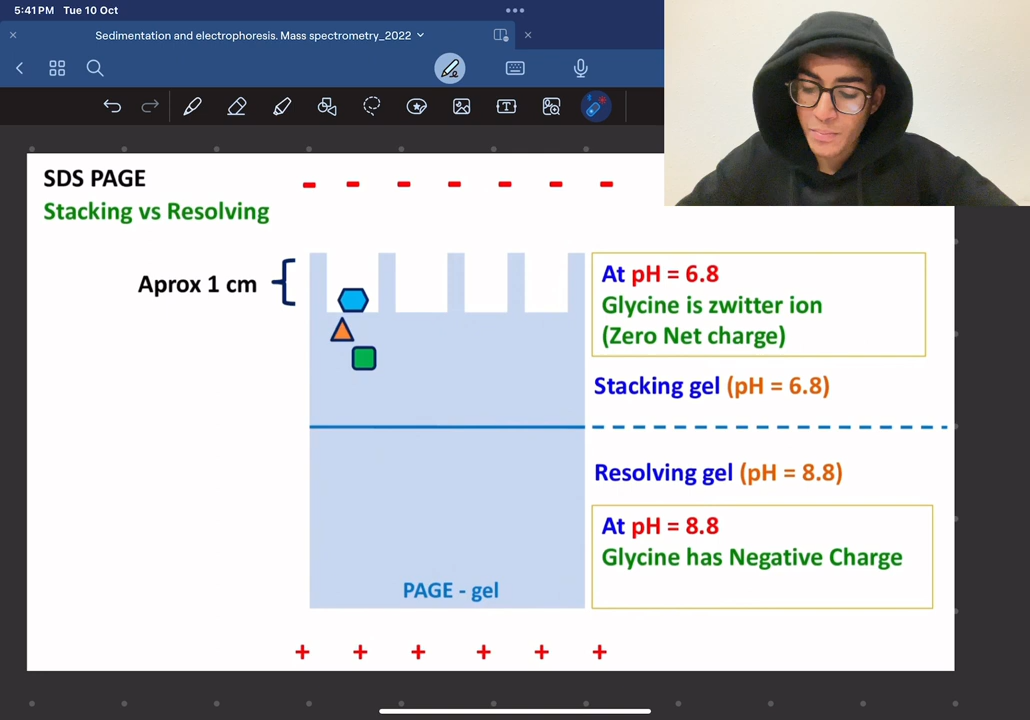 5:41 PM Tue 10 Oct
Sedimentation and electrophoresis. Mass spectrometry_2022
SDS PAGE
Stacking vs Resolving
- - - - - - -
Aprox 1 cm
At pH = 6.8
Glycine is zwitter ion
(Zero Net charge)
Stacking gel (pH = 6.8)
Resolving gel (pH = 8.8)
At pH = 8.8
Glycine has Negative Charge
PAGE - gel
+ + + + + +